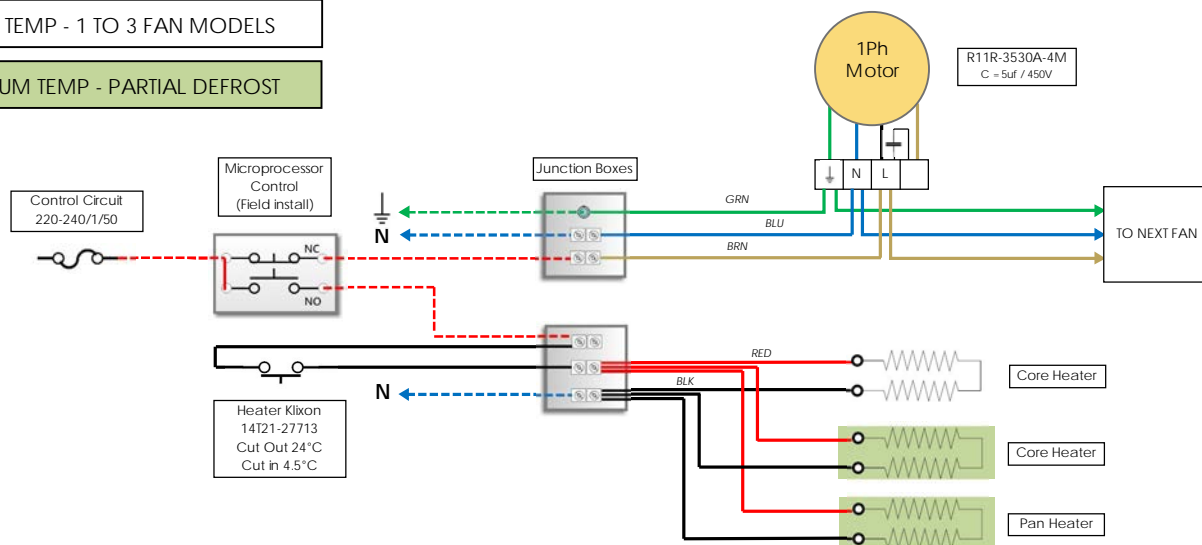 TEMP - 1 TO 3 FAN MODELS
UM TEMP - PARTIAL DEFROST
1Ph
Motor
R11R-3530A-4M
C = 5uf / 450V
N
L
Microprocessor
Control
(Field install)
Junction Boxes
Control Circuit
220-240/1/50
N
GRN
BLU
BRN
TO NEXT FAN
NC
NO
RED
BLK
N
Heater Klixon
14T21-27713
Cut Out 24°C
Cut in 4.5°C
Core Heater
Core Heater
Pan Heater